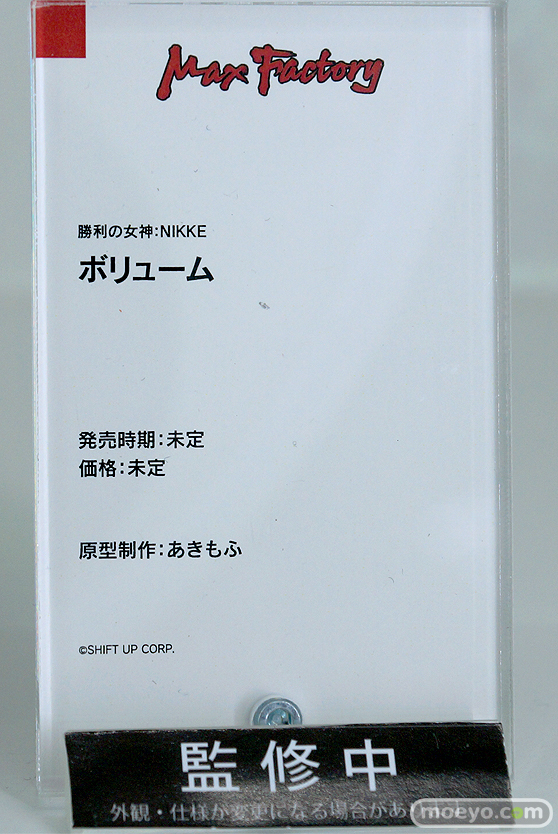 Max Factory
勝利の女神：NIKKE
ボリューム
発売時期：未定
価格：未定
原型制作：あきもふ
©SHIFT UP CORP.
監修中
外観・仕様が変更になる場合があ
moeyo.com